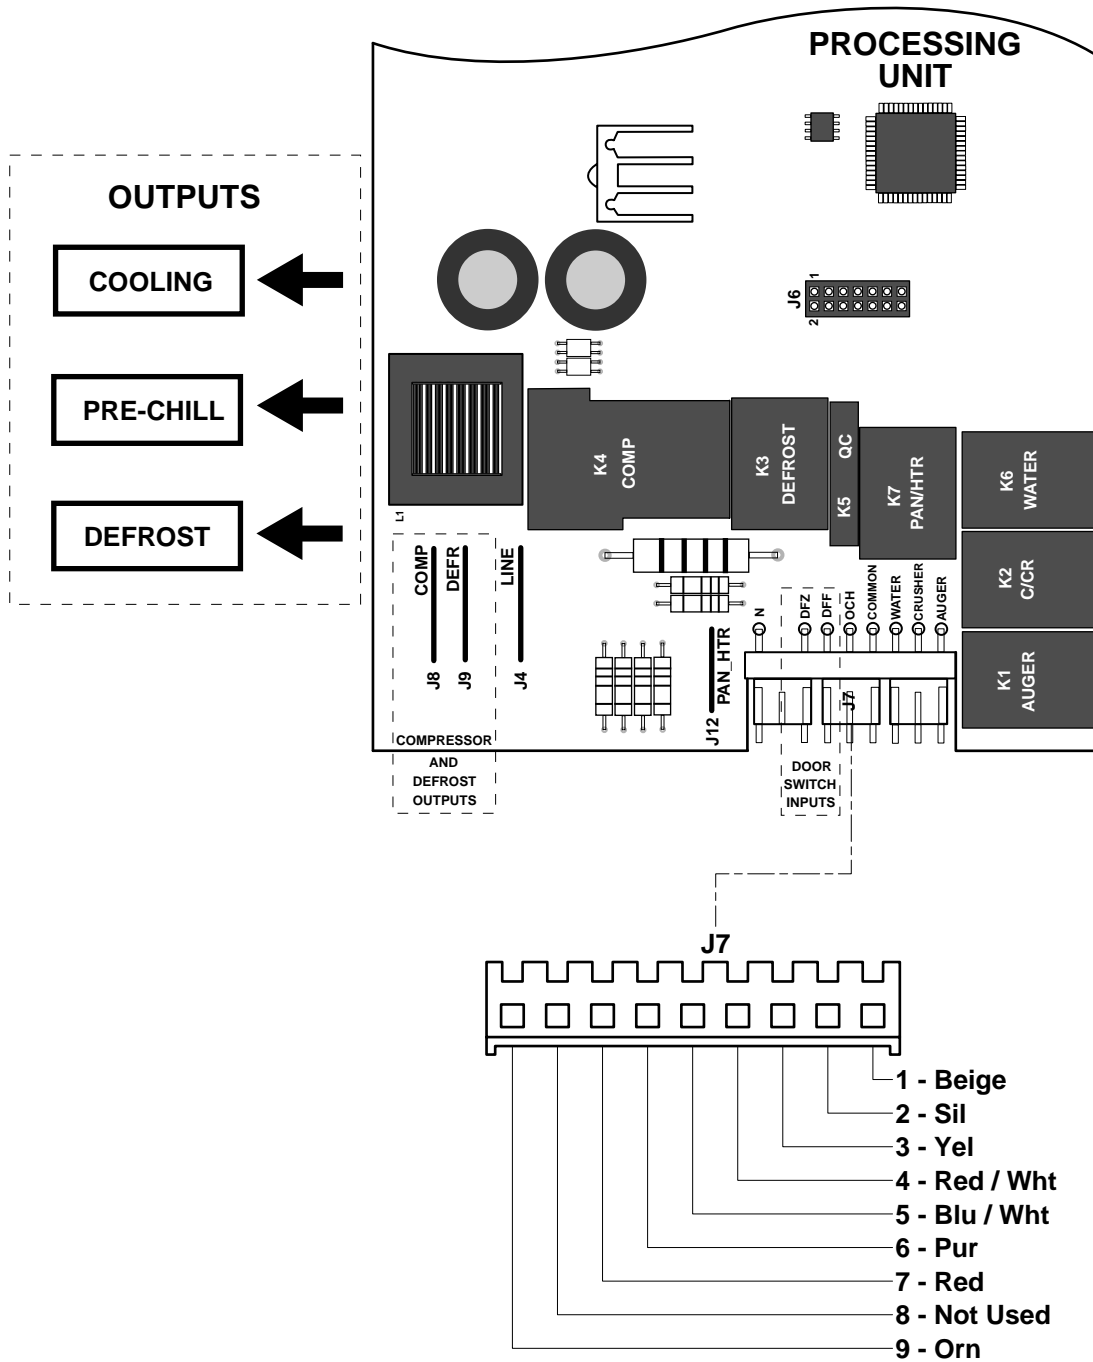 PROCESSING
UNIT
OUTPUTS
COOLING
PRE-CHILL
DEFROST
1
J6
2
L1
K4
COMP
K3
DEFROST
QC
K5
K7
PAN/HTR
K6
WATER
K2
C/CR
K1
AUGER
COMP
J8
DEFR
J9
LINE
J4
PAN_HTR
J12
N
DFZ
DFF
OCH
COMMON
WATER
CRUSHER
AUGER
J7
COMPRESSOR
AND
DEFROST
OUTPUTS
DOOR
SWITCH
INPUTS
J7
1 - Beige
2 - Sil
3 - Yel
4 - Red / Wht
5 - Blu / Wht
6 - Pur
7 - Red
8 - Not Used
9 - Orn